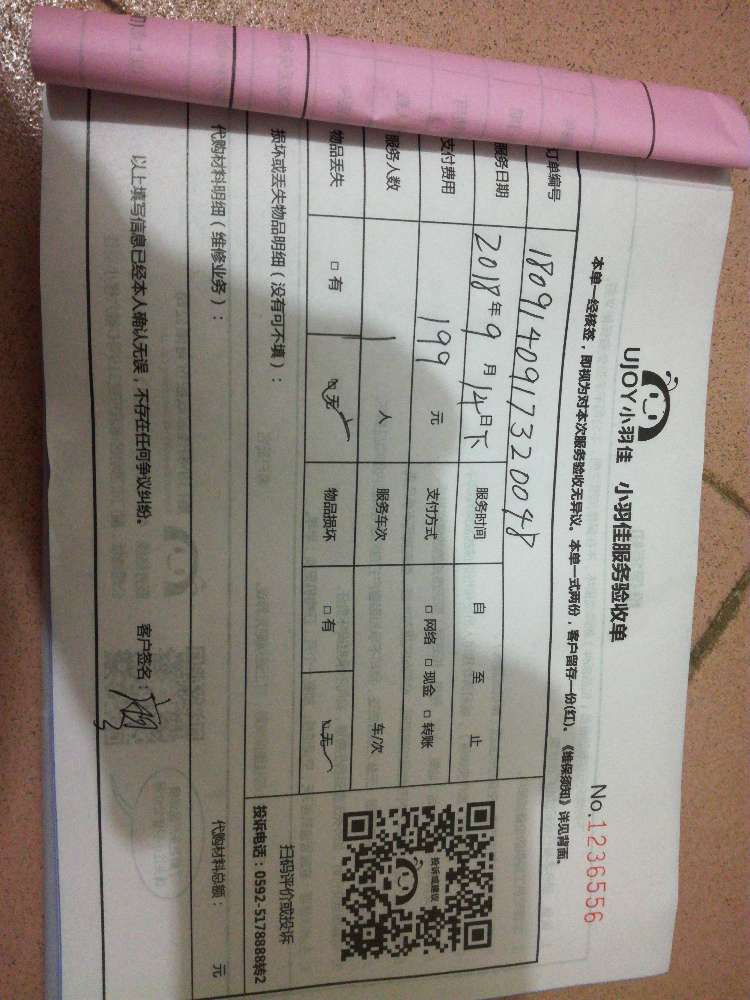 UJOY小羽佳 小羽佳服务验收单
No.1236556
本单一经核签，即视为对本次服务验收无异议。本单一式两份，客户留存一份(红)。《维保须知》详见背面。
订单编号 1809140917320048
服务日期 2018年9月14日下 服务时间 自 至 止
支付费用 199 元 支付方式 □网络 □现金 □转账
服务人数 1 人 服务车次 车/次
物品丢失 □有 □无 物品损坏 □有 □无
投诉或建议
扫码评价或投诉
投诉电话：0592-5178888转2
损坏或丢失物品明细（没有可不填）：
代购材料明细（维修业务）：
代购材料总额： 元
以上填写信息已经本人确认无误，不存在任何争议纠纷。 客户签名：